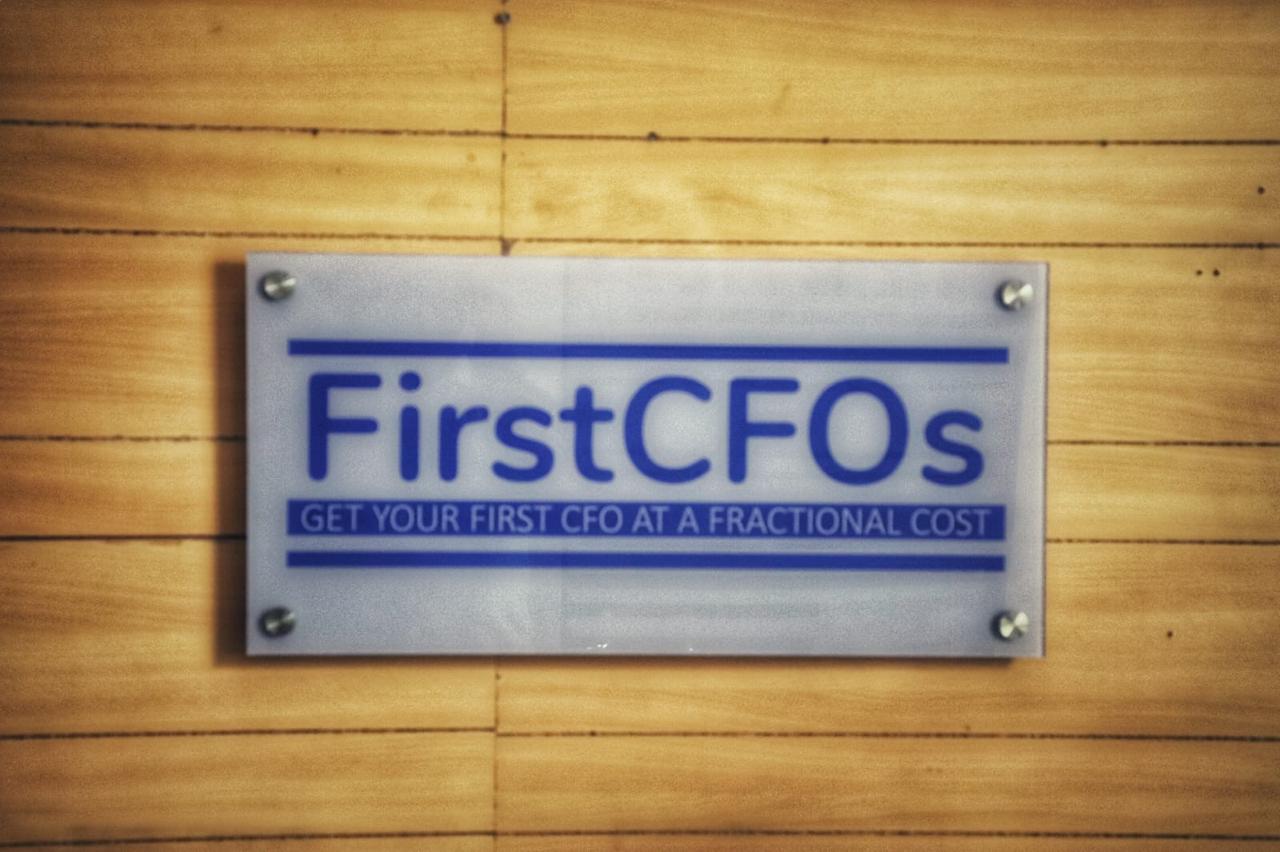 FirstCFOs
GET YOUR FIRST CFO AT A FRACTIONAL COST